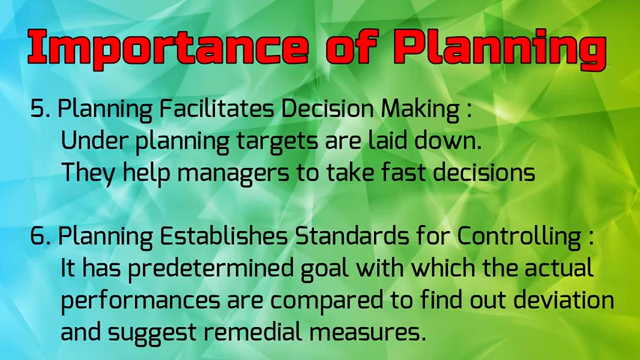 Importance of Planning
5. Planning Facilitates Decision Making :
Under planning targets are laid down.
They help managers to take fast decisions
6. Planning Establishes Standards for Controlling :
It has predetermined goal with which the actual
performances are compared to find out deviation
and suggest remedial measures.